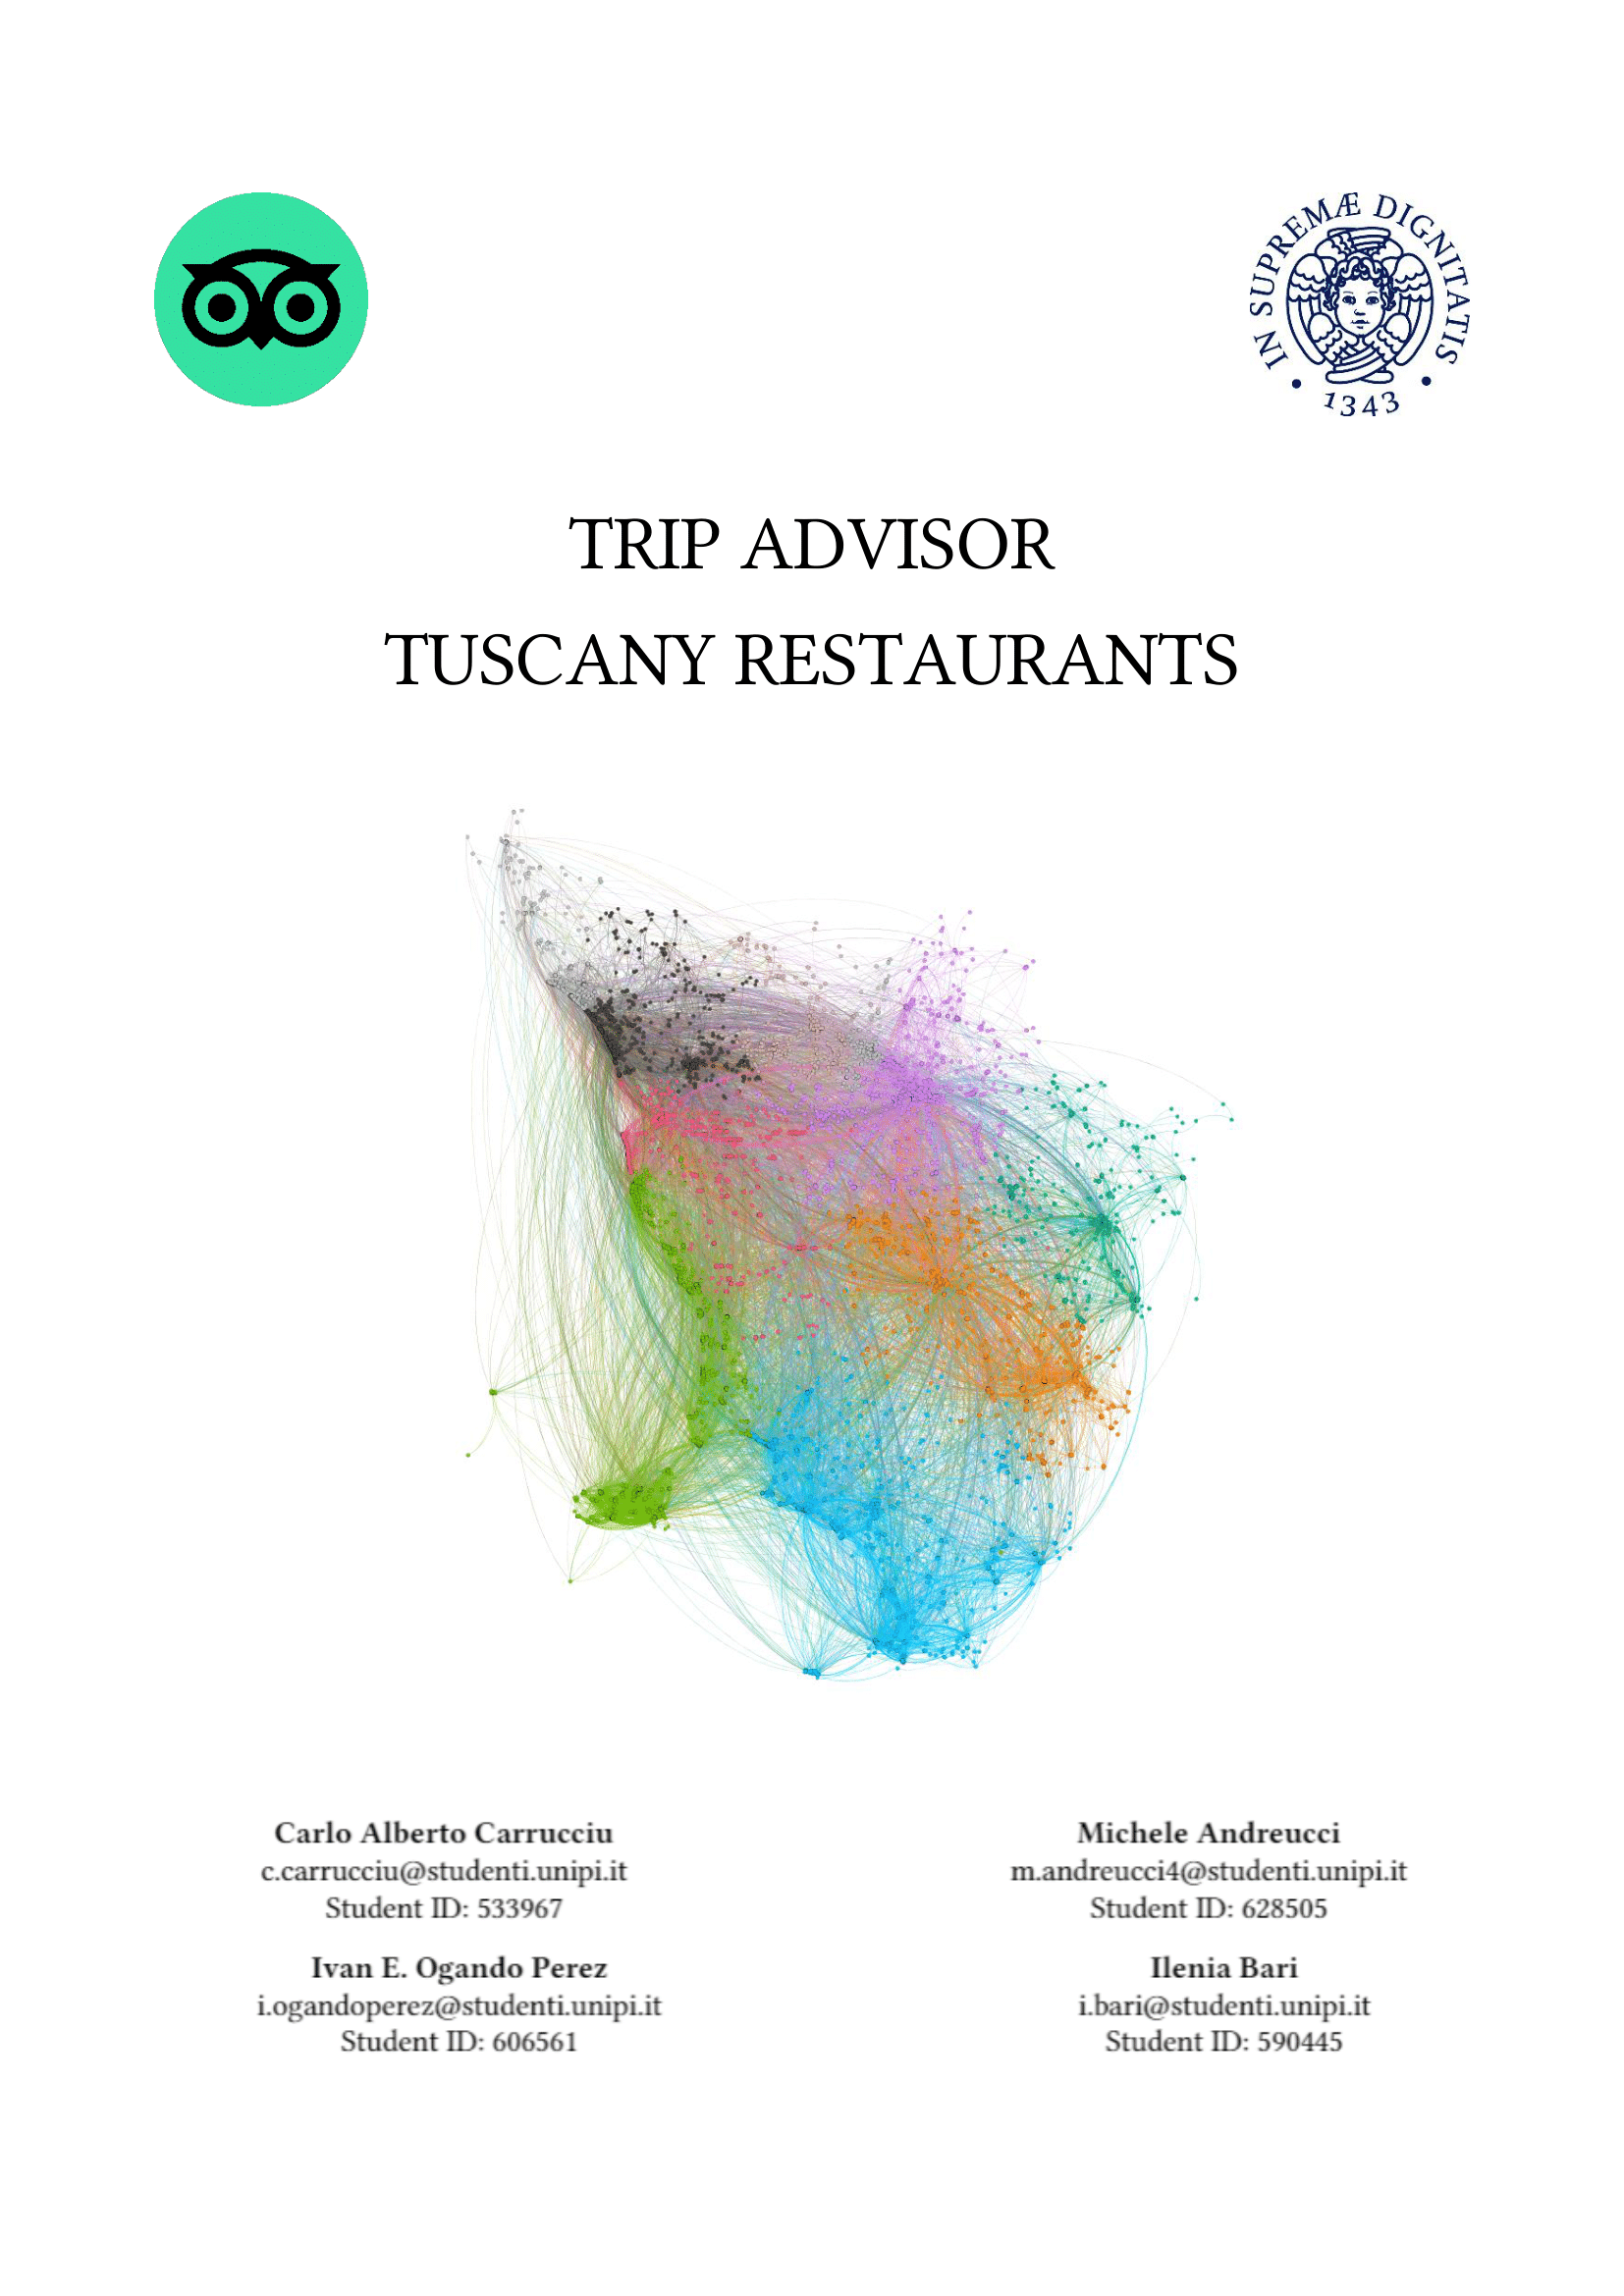 IN SUPREMÆ DIGNITATIS
1343
TRIP ADVISOR
TUSCANY RESTAURANTS
Carlo Alberto Carrucciu
c.carrucciu@studenti.unipi.it
Student ID: 533967
Michele Andreucci
m.andreucci4@studenti.unipi.it
Student ID: 628505
Ivan E. Ogando Perez
i.ogandoperez@studenti.unipi.it
Student ID: 606561
Ilenia Bari
i.bari@studenti.unipi.it
Student ID: 590445